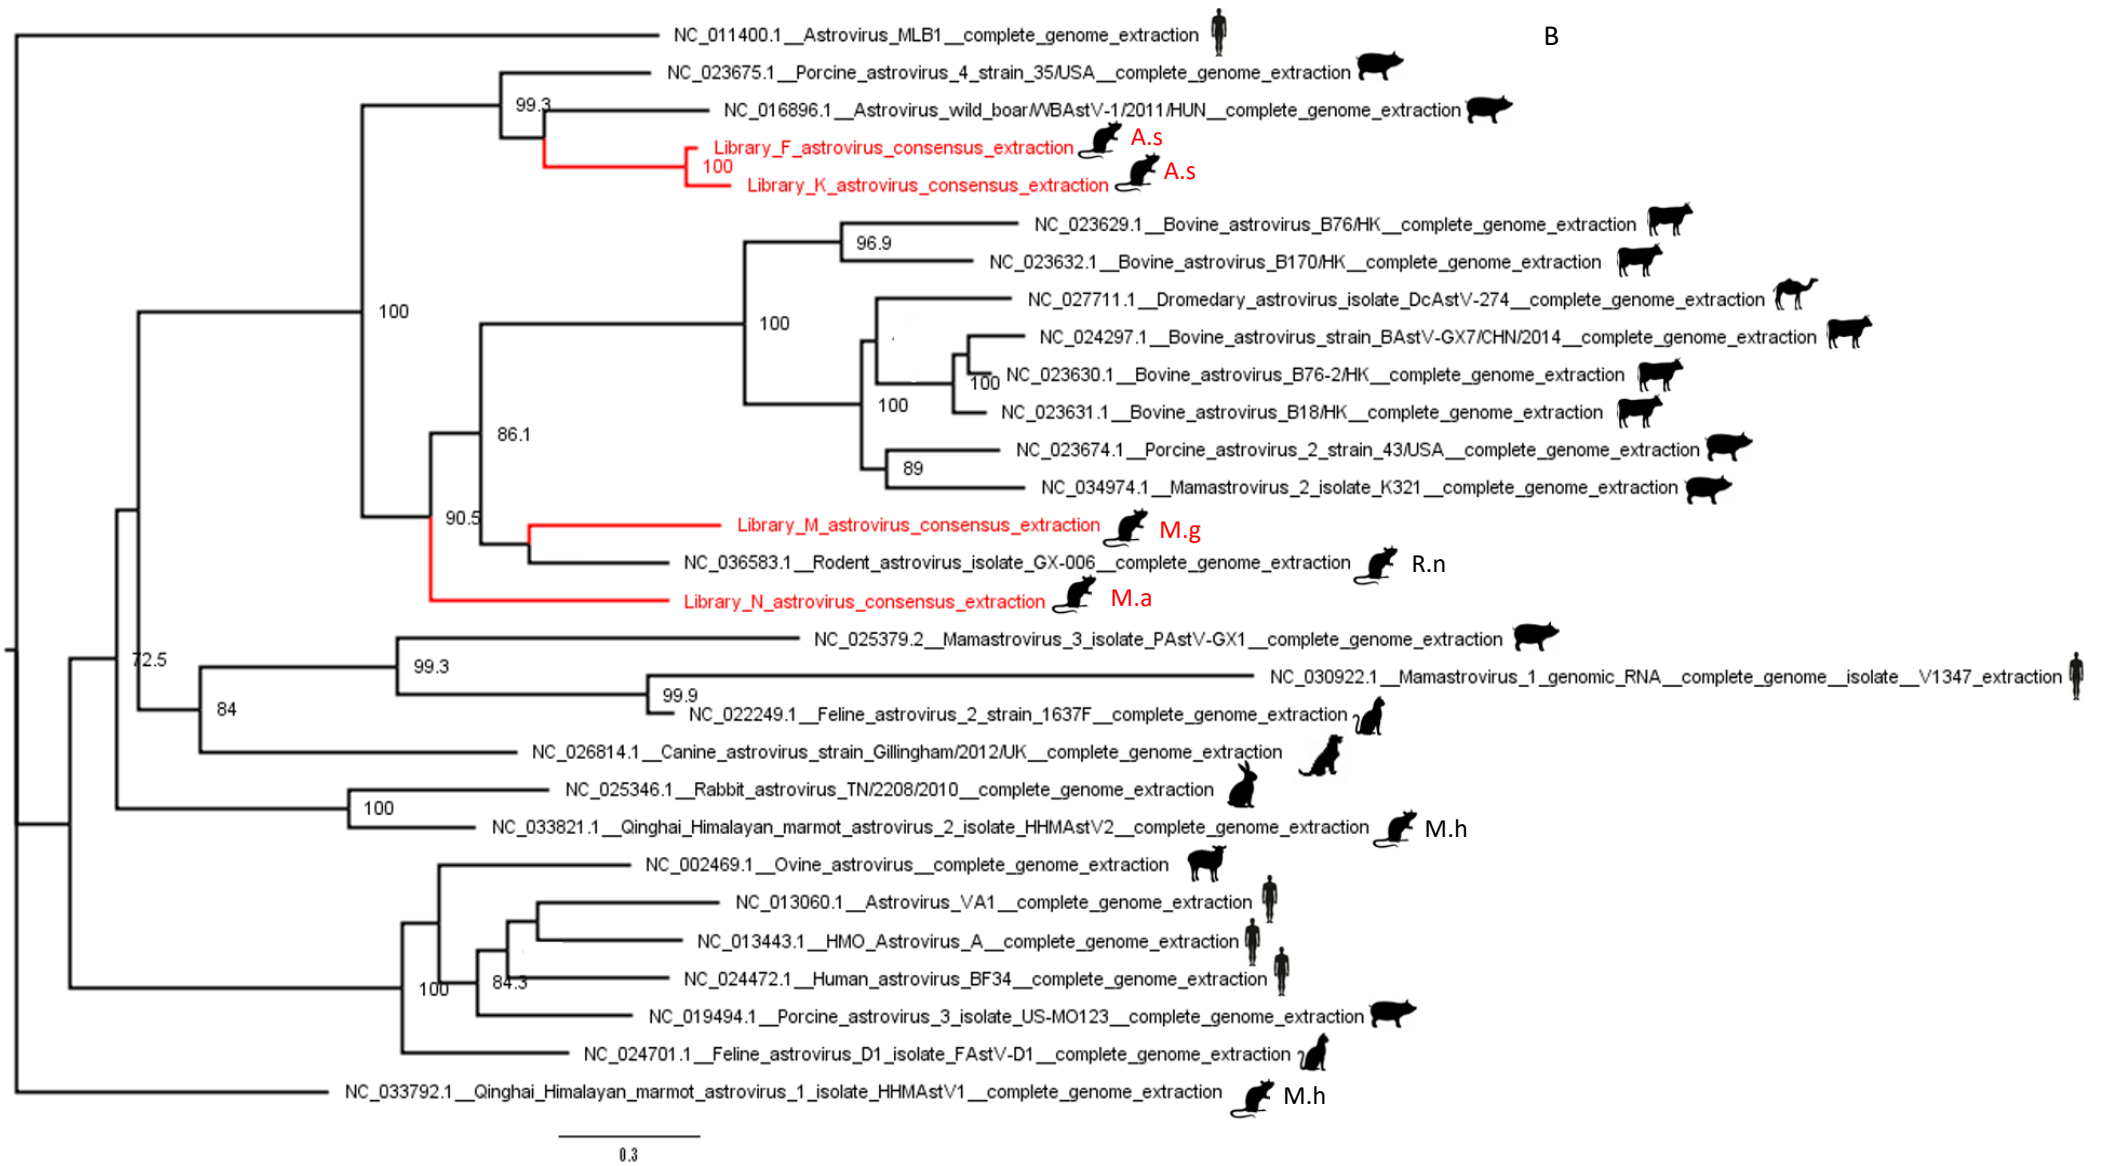 NC_011400.1__Astrovirus_MLB1__complete_genome_extraction
B
NC_023675.1__Porcine_astrovirus_4_strain_35/USA__complete_genome_extraction
99.3
NC_016896.1__Astrovirus_wild_boar/WBAstV-1/2011/HUN__complete_genome_extraction
Library_F_astrovirus_consensus_extraction A.s
100
Library_K_astrovirus_consensus_extraction A.s
NC_023629.1__Bovine_astrovirus_B76/HK__complete_genome_extraction
96.9
NC_023632.1__Bovine_astrovirus_B170/HK__complete_genome_extraction
NC_027711.1__Dromedary_astrovirus_isolate_DcAstV-274__complete_genome_extraction
100
100
NC_024297.1__Bovine_astrovirus_strain_BAstV-GX7/CHN/2014__complete_genome_extraction
NC_023630.1__Bovine_astrovirus_B76-2/HK__complete_genome_extraction
100
100
NC_023631.1__Bovine_astrovirus_B18/HK__complete_genome_extraction
86.1
NC_023674.1__Porcine_astrovirus_2_strain_43/USA__complete_genome_extraction
89
NC_034974.1__Mamastrovirus_2_isolate_K321__complete_genome_extraction
90.5
Library_M_astrovirus_consensus_extraction M.g
NC_036583.1__Rodent_astrovirus_isolate_GX-006__complete_genome_extraction R.n
Library_N_astrovirus_consensus_extraction M.a
NC_025379.2__Mamastrovirus_3_isolate_PAstV-GX1__complete_genome_extraction
72.5
99.3
NC_030922.1__Mamastrovirus_1_genomic_RNA__complete_genome__isolate__V1347_extraction
99.9
84
NC_022249.1__Feline_astrovirus_2_strain_1637F__complete_genome_extraction
NC_026814.1__Canine_astrovirus_strain_Gillingham/2012/UK__complete_genome_extraction
NC_025346.1__Rabbit_astrovirus_TN/2208/2010__complete_genome_extraction
100
NC_033821.1__Qinghai_Himalayan_marmot_astrovirus_2_isolate_HHMAstV2__complete_genome_extraction M.h
NC_002469.1__Ovine_astrovirus__complete_genome_extraction
NC_013060.1__Astrovirus_VA1__complete_genome_extraction
NC_013443.1__HMO_Astrovirus_A__complete_genome_extraction
NC_024472.1__Human_astrovirus_BF34__complete_genome_extraction
100
84.3
NC_019494.1__Porcine_astrovirus_3_isolate_US-MO123__complete_genome_extraction
NC_024701.1__Feline_astrovirus_D1_isolate_FAstV-D1__complete_genome_extraction
NC_033792.1__Qinghai_Himalayan_marmot_astrovirus_1_isolate_HHMAstV1__complete_genome_extraction M.h
0.3